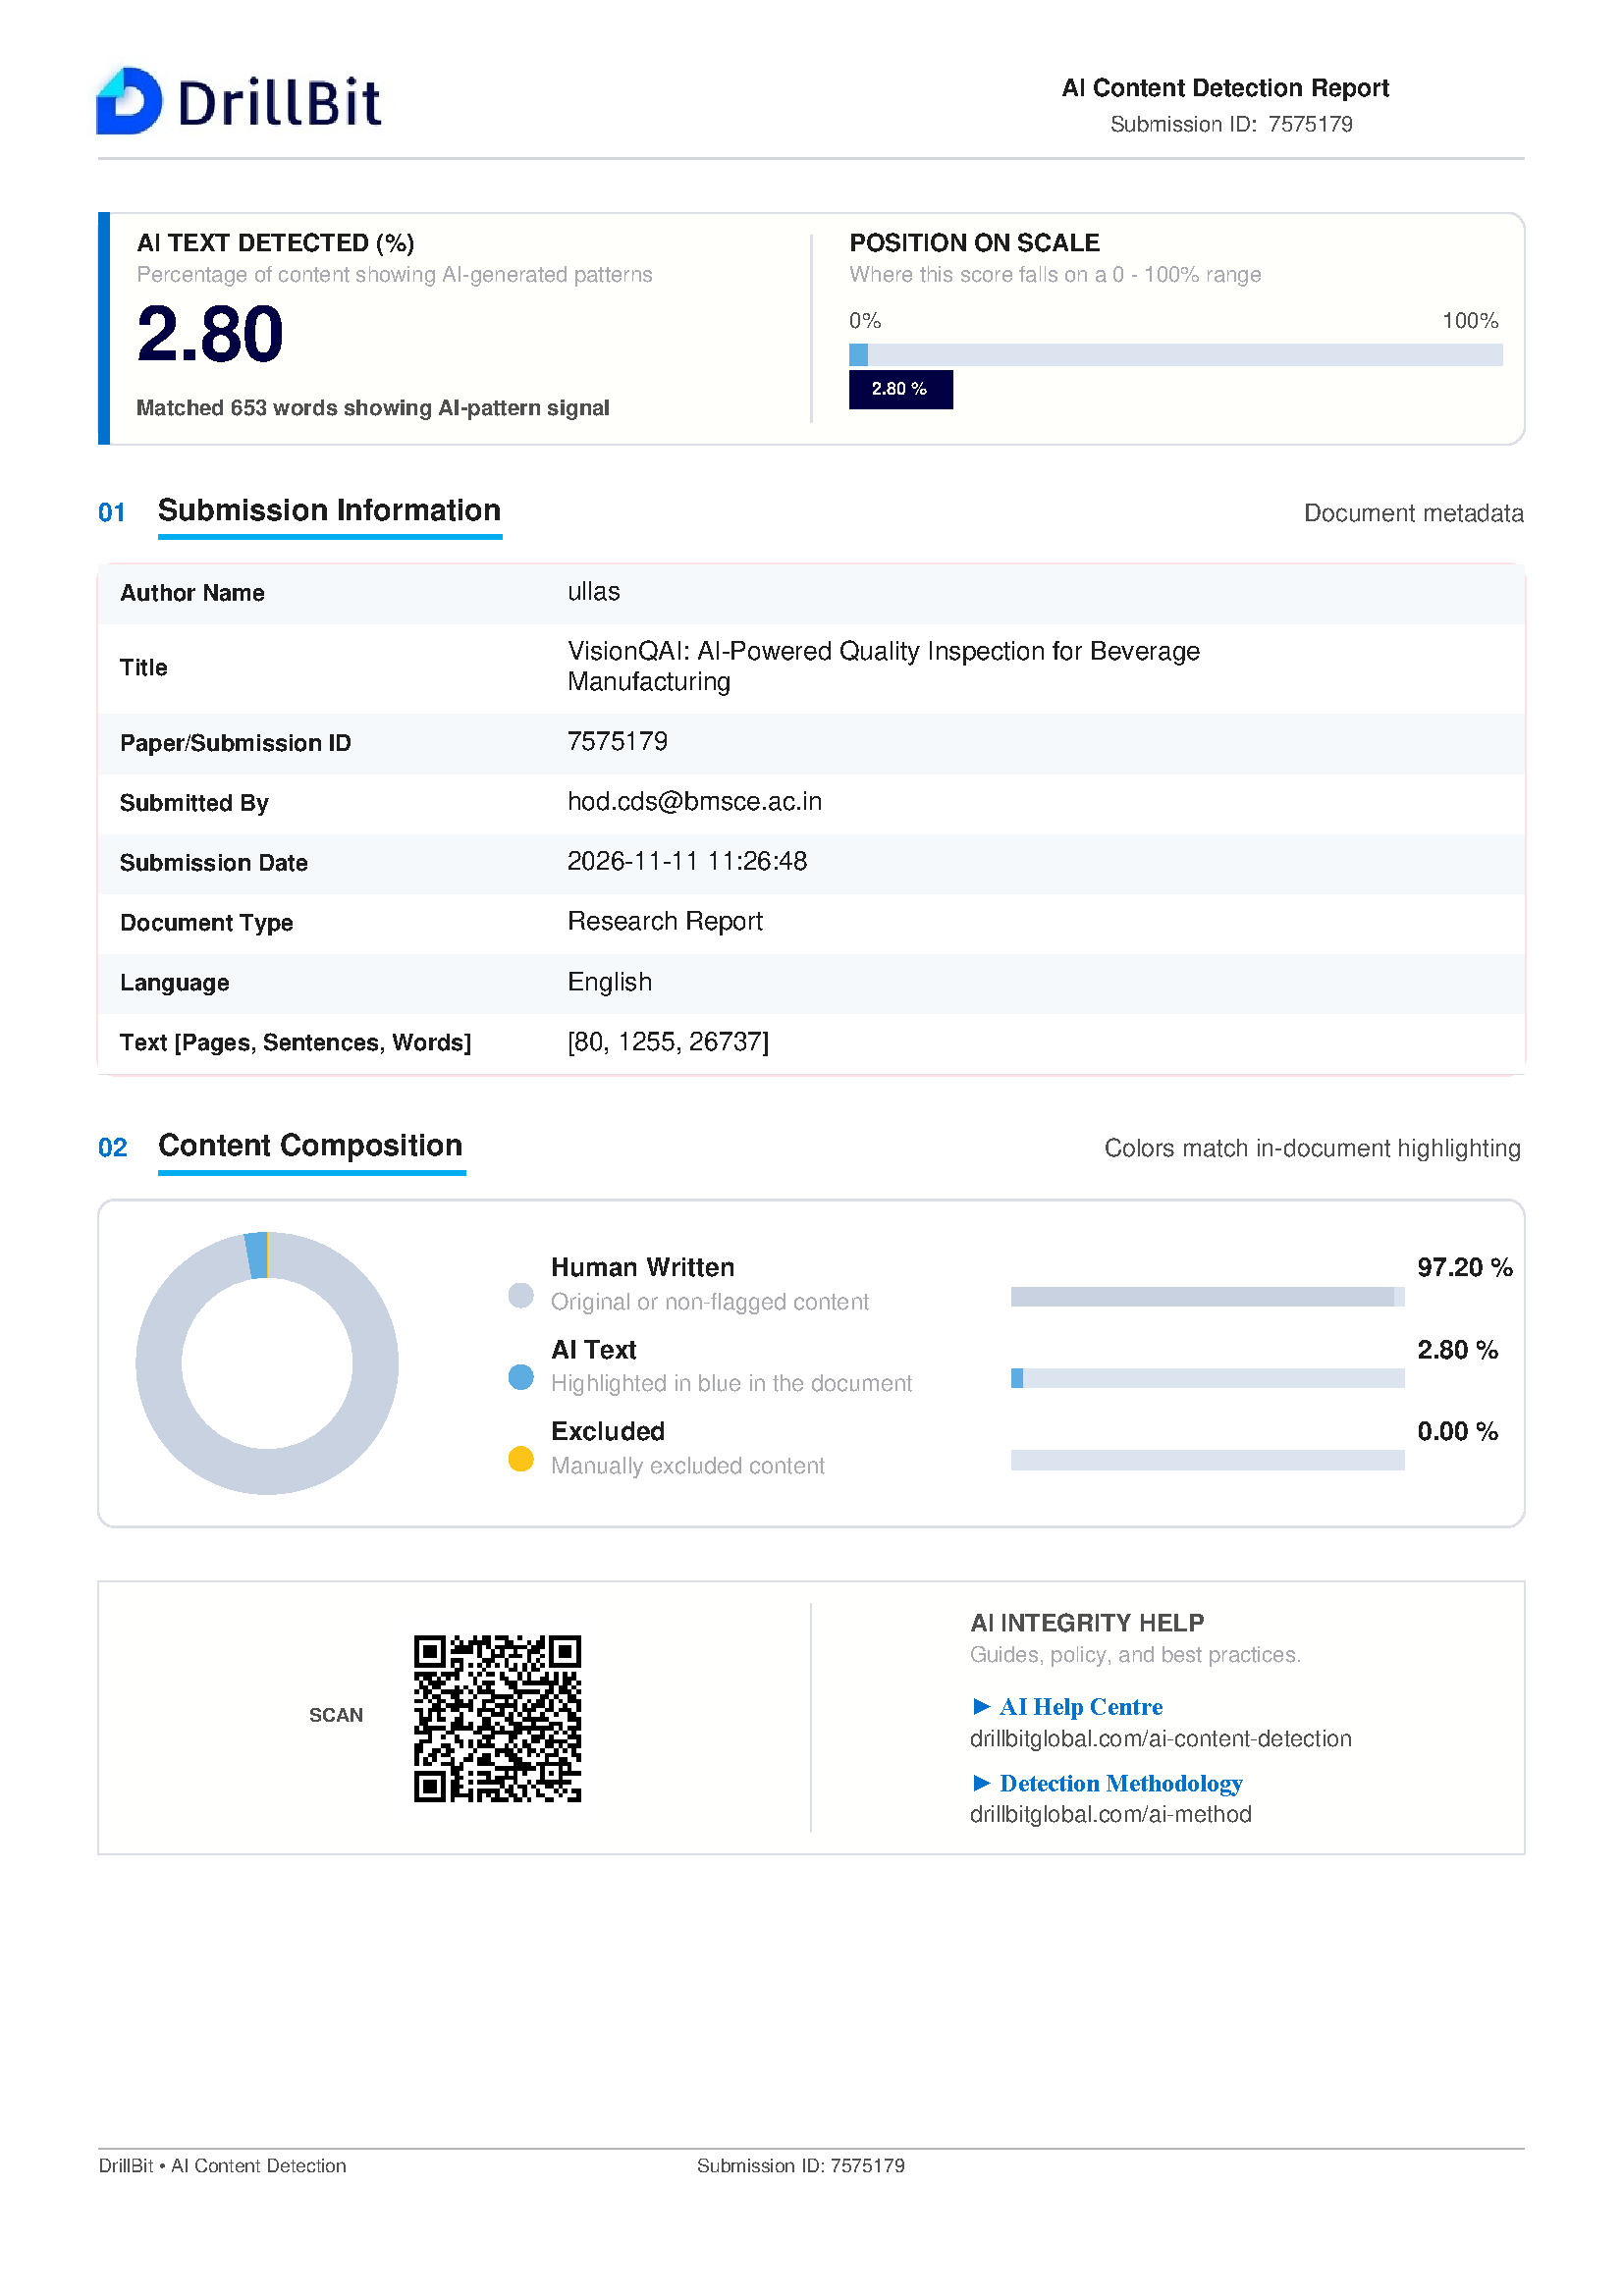 DrillBit
AI Content Detection Report
Submission ID: 7575179
AI TEXT DETECTED (%)
Percentage of content showing AI-generated patterns
2.80
Matched 653 words showing AI-pattern signal
POSITION ON SCALE
Where this score falls on a 0 - 100% range
0% 100%
2.80 %
01 Submission Information Document metadata
Author Name ullas
Title VisionQAI: AI-Powered Quality Inspection for Beverage
Manufacturing
Paper/Submission ID 7575179
Submitted By hod.cds@bmsce.ac.in
Submission Date 2026-11-11 11:26:48
Document Type Research Report
Language English
Text [Pages, Sentences, Words] [80, 1255, 26737]
02 Content Composition Colors match in-document highlighting
Human Written 97.20 %
Original or non-flagged content
AI Text 2.80 %
Highlighted in blue in the document
Excluded 0.00 %
Manually excluded content
SCAN
AI INTEGRITY HELP
Guides, policy, and best practices.
► AI Help Centre
drillbitglobal.com/ai-content-detection
► Detection Methodology
drillbitglobal.com/ai-method
DrillBit • AI Content Detection Submission ID: 7575179